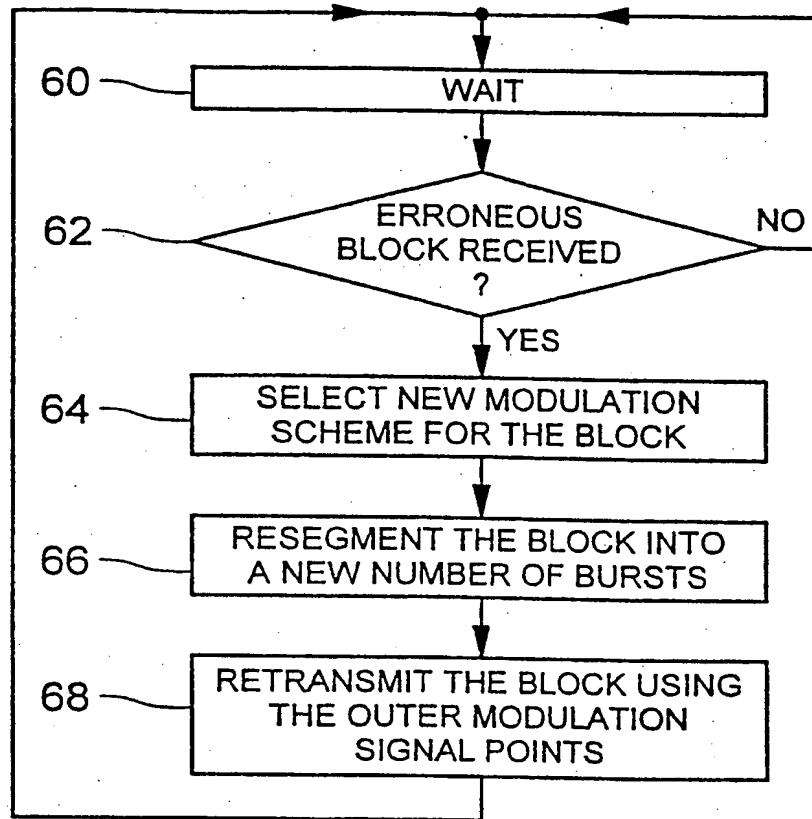 60
WAIT
62
ERRONEOUS
BLOCK RECEIVED
?
NO
YES
64
SELECT NEW MODULATION
SCHEME FOR THE BLOCK
66
RESEGMENT THE BLOCK INTO
A NEW NUMBER OF BURSTS
68
RETRANSMIT THE BLOCK USING
THE OUTER MODULATION
SIGNAL POINTS